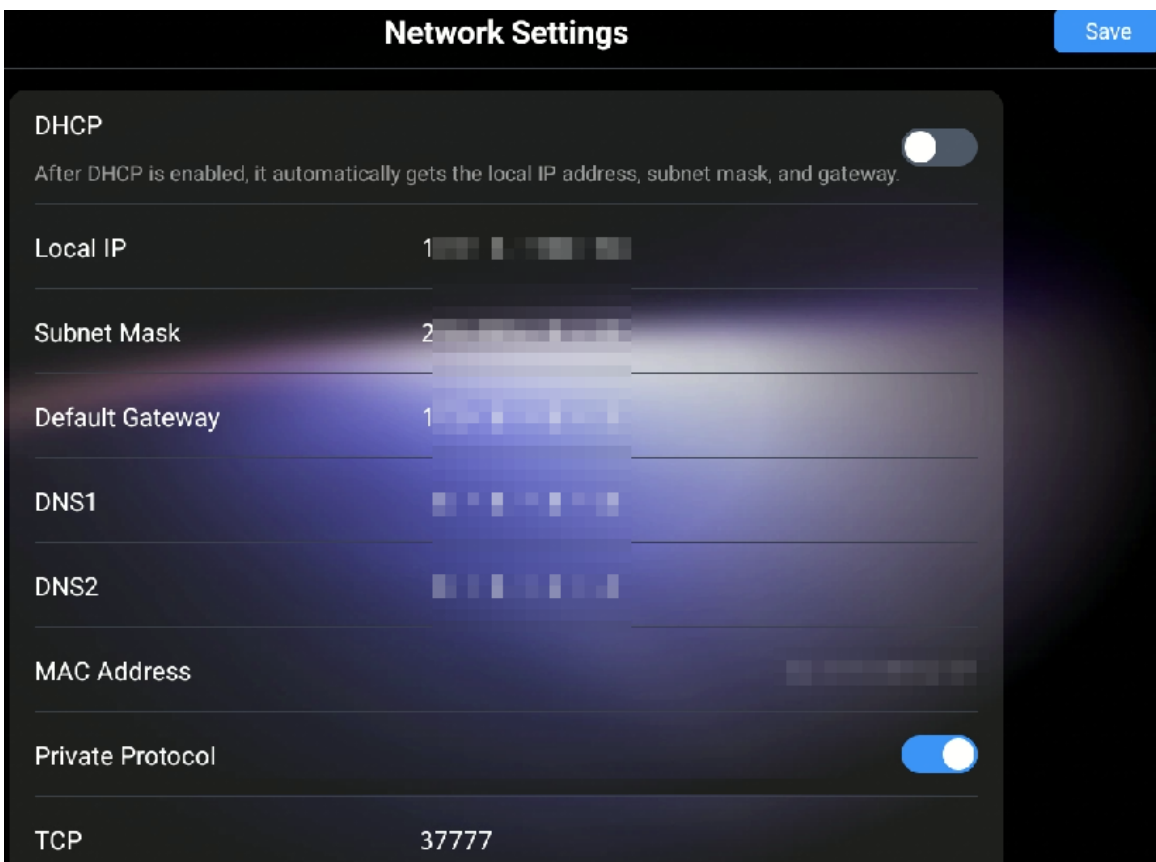 Network Settings
Save
DHCP
After DHCP is enabled, it automatically gets the local IP address, subnet mask, and gateway.
Local IP
Subnet Mask
Default Gateway
DNS1
DNS2
MAC Address
Private Protocol
TCP 37777